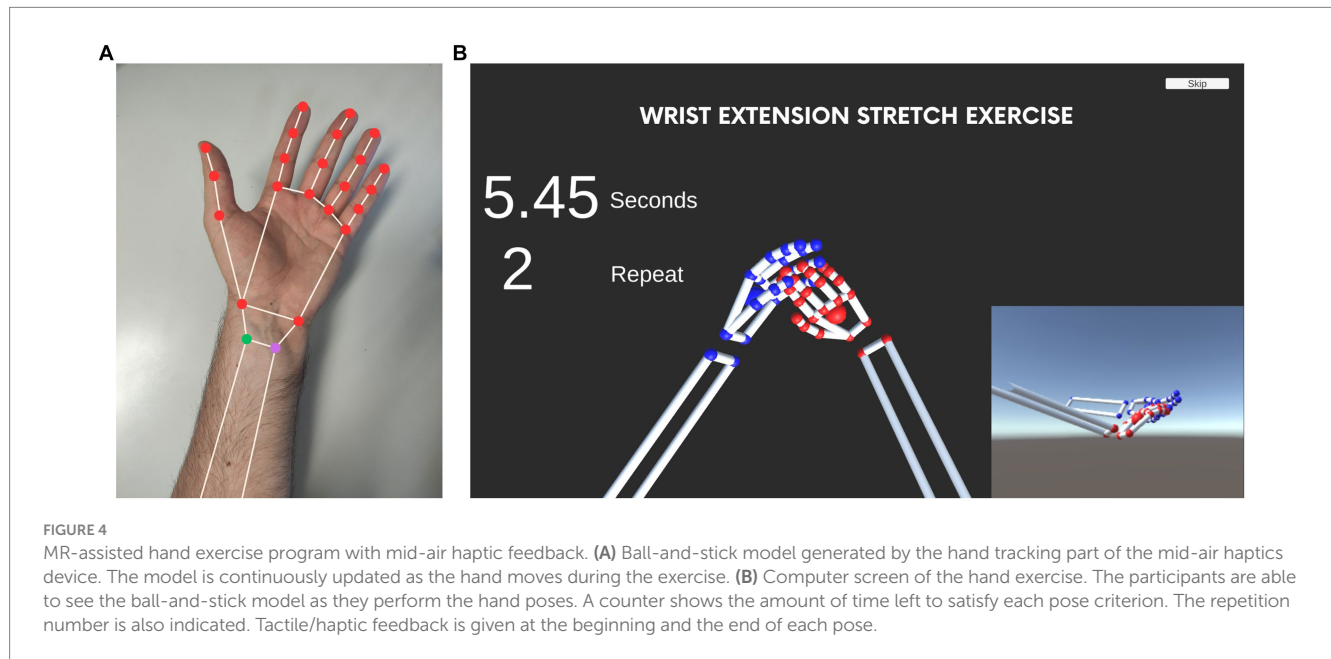 A
B
Skip
WRIST EXTENSION STRETCH EXERCISE
5.45 Seconds
2 Repeat
FIGURE 4
MR-assisted hand exercise program with mid-air haptic feedback. (A) Ball-and-stick model generated by the hand tracking part of the mid-air haptics
device. The model is continuously updated as the hand moves during the exercise. (B) Computer screen of the hand exercise. The participants are able
to see the ball-and-stick model as they perform the hand poses. A counter shows the amount of time left to satisfy each pose criterion. The repetition
number is also indicated. Tactile/haptic feedback is given at the beginning and the end of each pose.